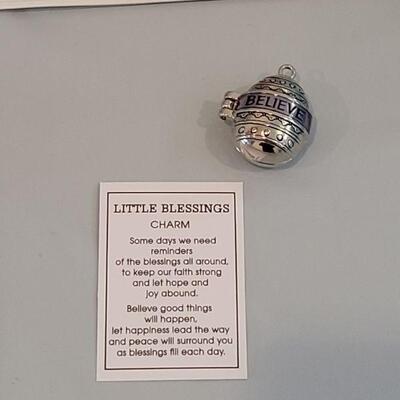 BELIEVE
LITTLE BLESSINGS
CHARM
Some days we need
reminders
of the blessings all around,
to keep our faith strong
and let hope and
joy abound.
Believe good things
will happen,
let happiness lead the way
and peace will surround you
as blessings fill each day.